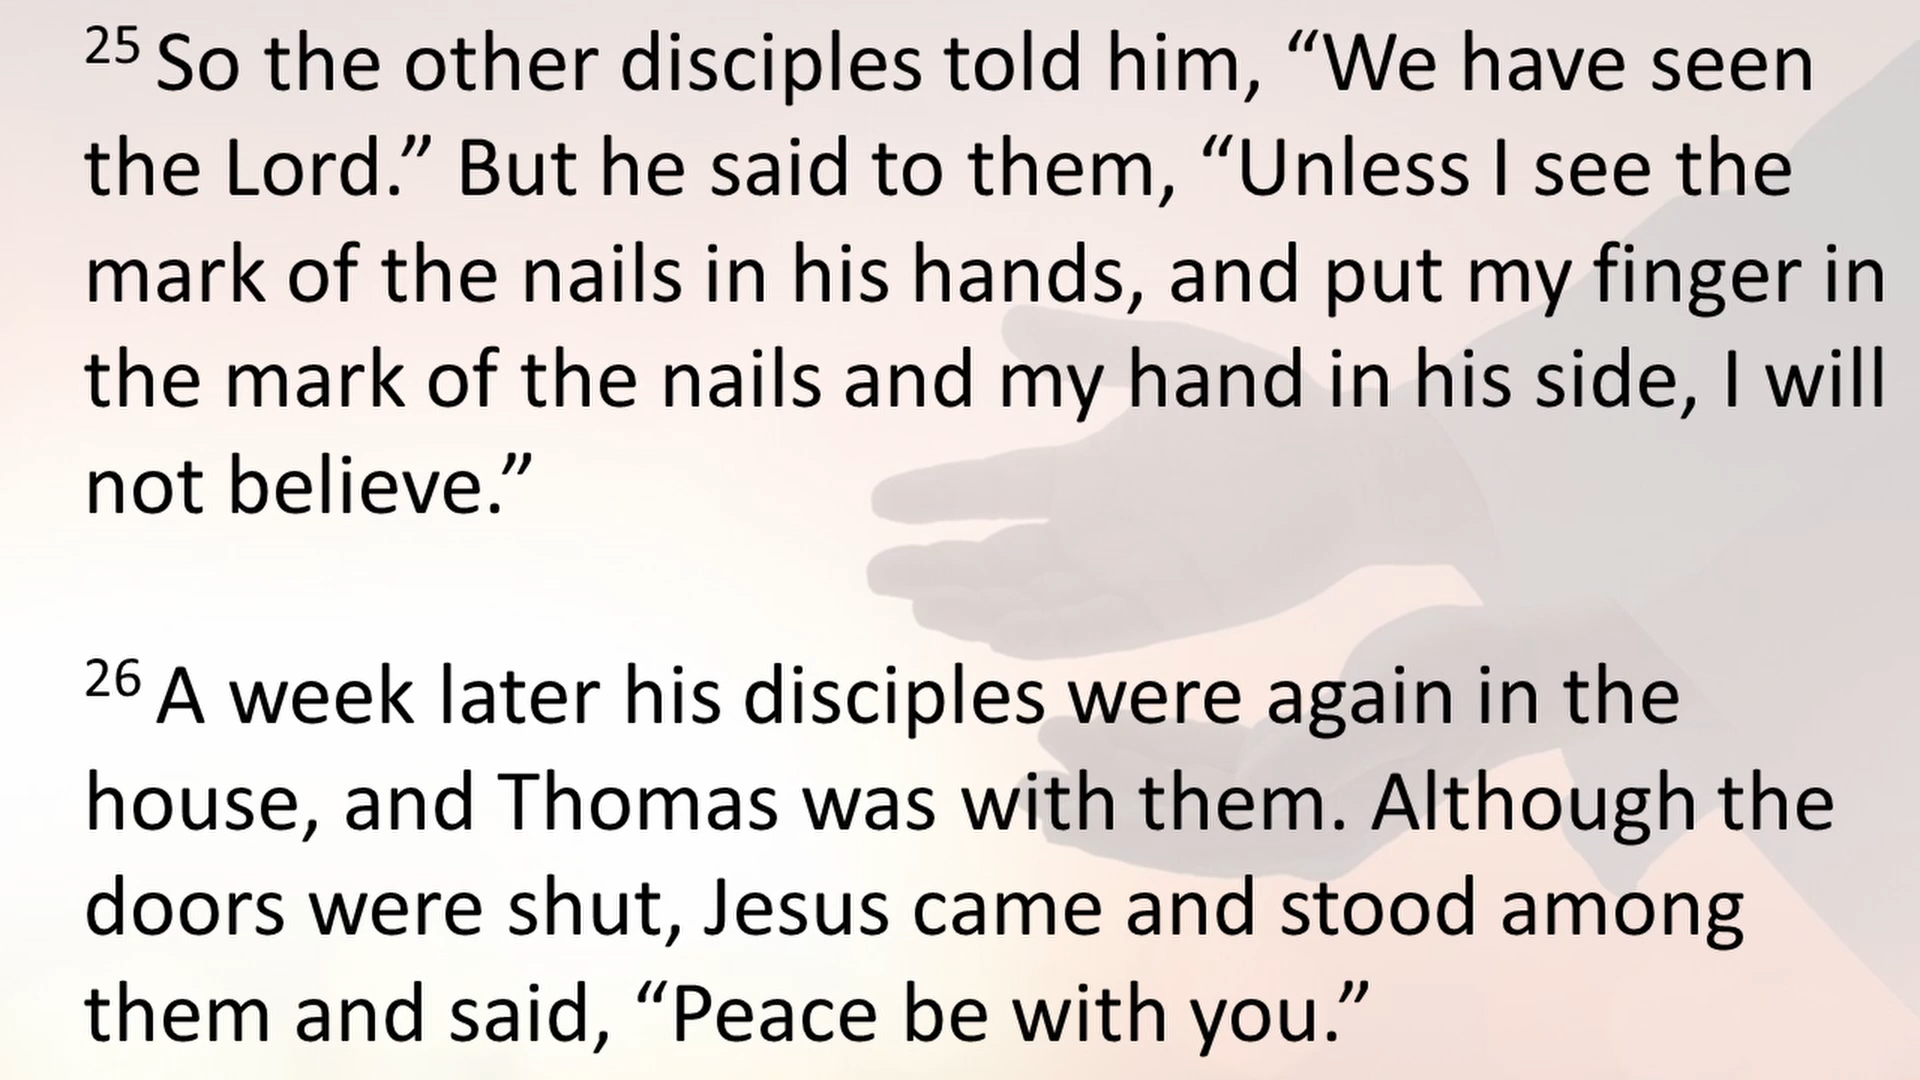 25 So the other disciples told him, “We have seen
the Lord.” But he said to them, “Unless I see the
mark of the nails in his hands, and put my finger in
the mark of the nails and my hand in his side, I will
not believe.”
26 A week later his disciples were again in the
house, and Thomas was with them. Although the
doors were shut, Jesus came and stood among
them and said, “Peace be with you.”